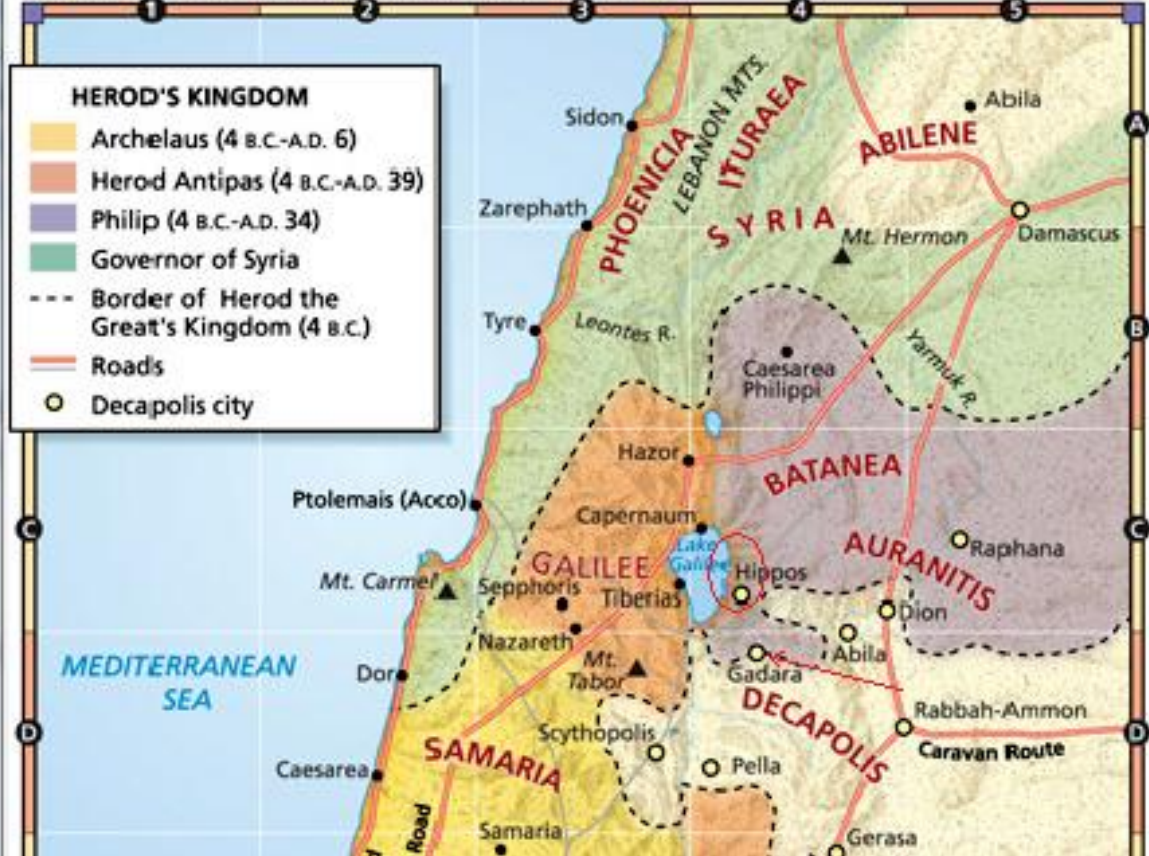 1
2
3
4
5
HEROD'S KINGDOM
Archelaus (4 B.C.-A.D. 6)
Herod Antipas (4 B.C.-A.D. 39)
Philip (4 B.C.-A.D. 34)
Governor of Syria
Border of Herod the
Great's Kingdom (4 B.C.)
Roads
Decapolis city
A
B
C
D
A
B
C
D
Sidon
Abila
ABILENE
LEBANON MTS.
ITURAEA
PHOENICIA
Zarephath
SYRIA
Mt. Hermon
Damascus
Tyre
Leontes R.
Yarmuk R.
Caesarea
Philippi
Hazor
BATANEA
Ptolemais (Acco)
Capernaum
Lake
Galilee
AURANITIS
Raphana
GALILEE
Hippos
Mt. Carmel
Sepphoris
Tiberias
Dion
Nazareth
Abila
MEDITERRANEAN
SEA
Dor
Mt.
Tabor
Gadara
DECAPOLIS
Rabbah-Ammon
Caravan Route
Scythopolis
SAMARIA
Pella
Caesarea
Road
Samaria
Gerasa